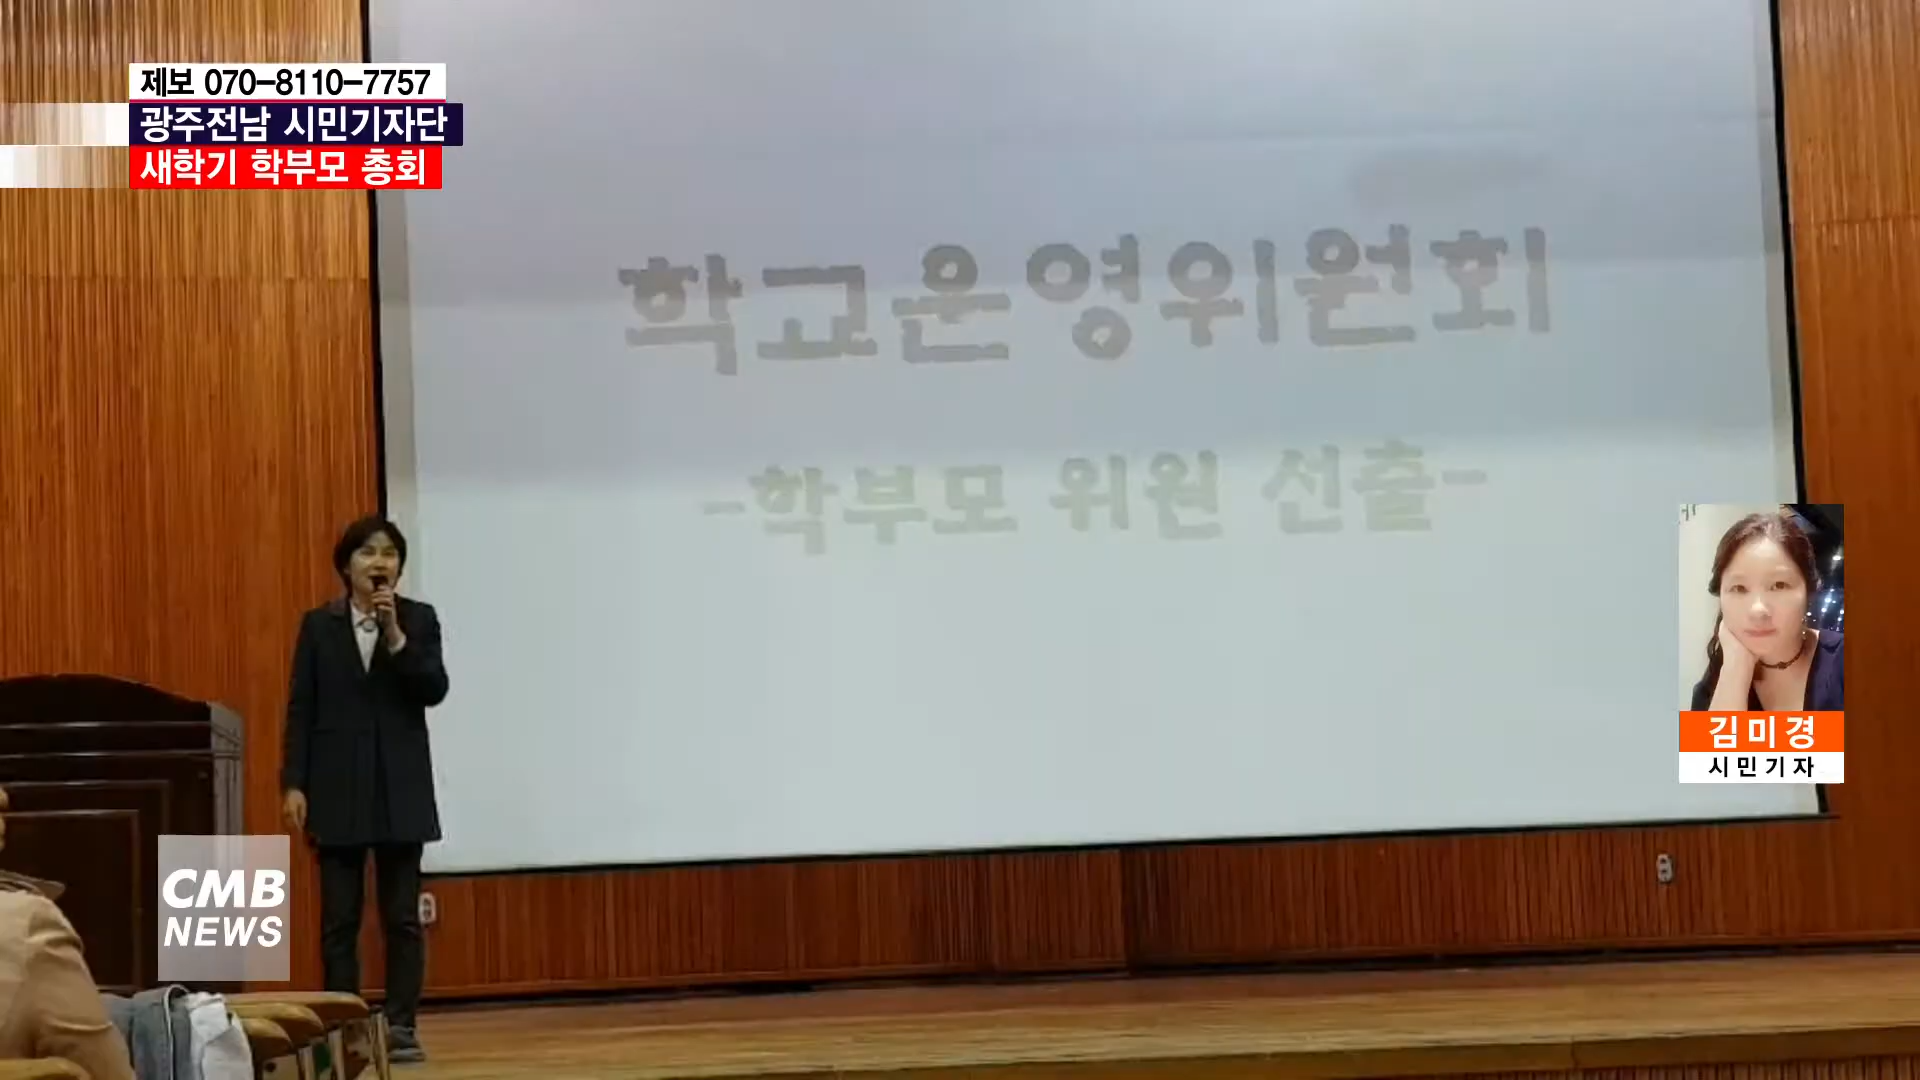 제보 070-8110-7757
광주전남 시민기자단
새학기 학부모 총회
학교운영위원회
-학부모 위원 선출-
김미경
시민기자
CMB
NEWS